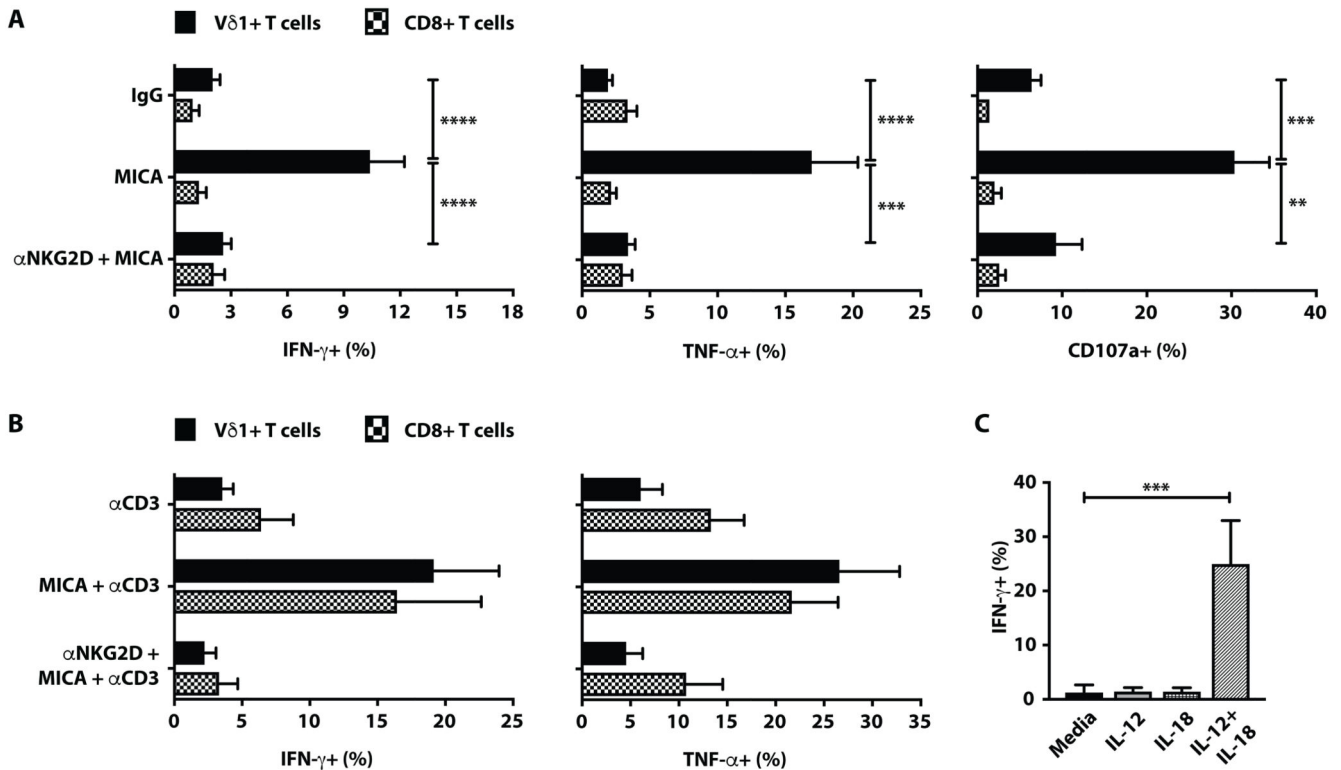 A
Vδ1+ T cells
CD8+ T cells
IgG
MICA
αNKG2D + MICA
****
****
0 3 6 9 12 15 18
IFN-γ+ (%)
****
***
0 5 10 15 20 25
TNF-α+ (%)
***
**
0 10 20 30 40
CD107a+ (%)
B
Vδ1+ T cells
CD8+ T cells
αCD3
MICA + αCD3
αNKG2D +
MICA + αCD3
0 5 10 15 20 25
IFN-γ+ (%)
0 5 10 15 20 25 30 35
TNF-α+ (%)
C
***
IFN-γ+ (%)
40
30
20
10
0
Media
IL-12
IL-18
IL-12+
IL-18